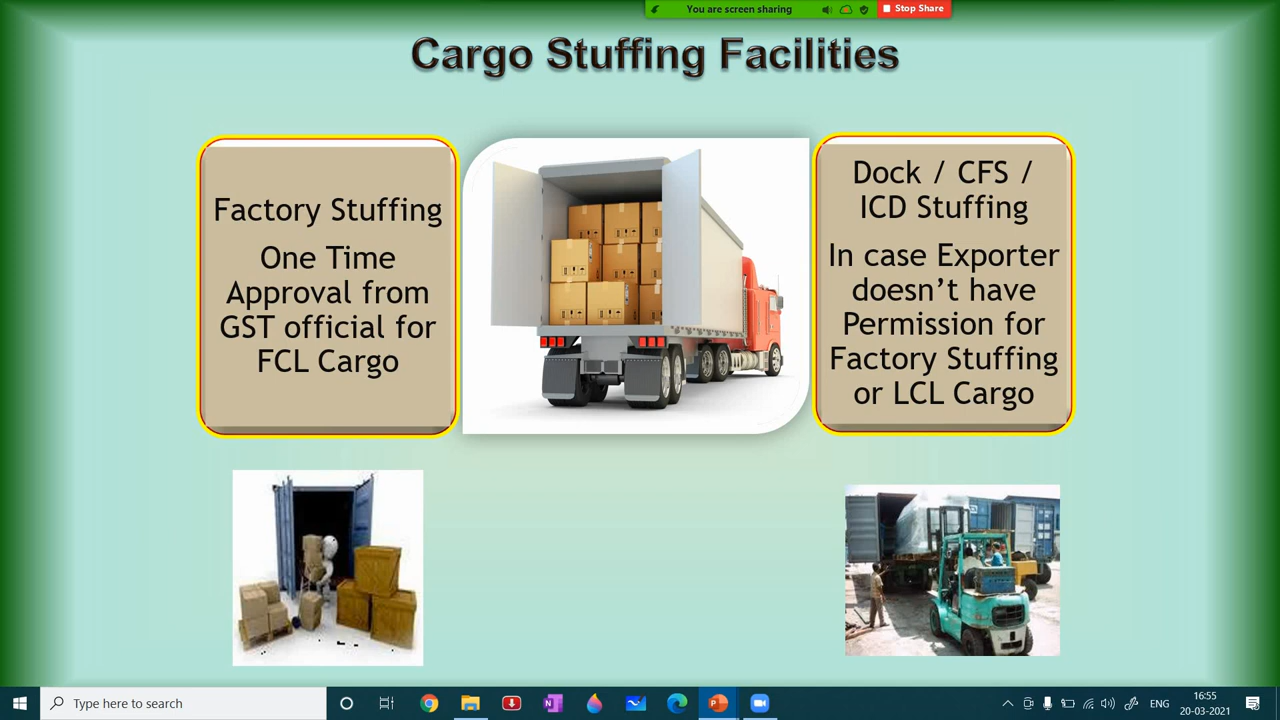 You are screen sharing
Stop Share
Cargo Stuffing Facilities
Factory Stuffing
One Time
Approval from
GST official for
FCL Cargo
Dock / CFS /
ICD Stuffing
In case Exporter
doesn’t have
Permission for
Factory Stuffing
or LCL Cargo
Type here to search
ENG
16:55
20-03-2021